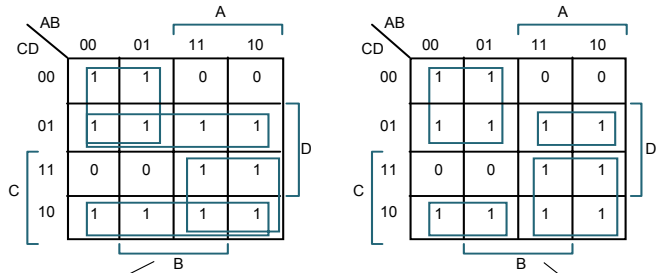 AB A AB A
CD 00 01 11 10 CD 00 01 11 10
00 1 1 0 0 00 1 1 0 0
01 1 1 1 1 01 1 1 1 1
D D
11 0 0 1 1 11 0 0 1 1
C C
10 1 1 1 1 10 1 1 1 1
B B